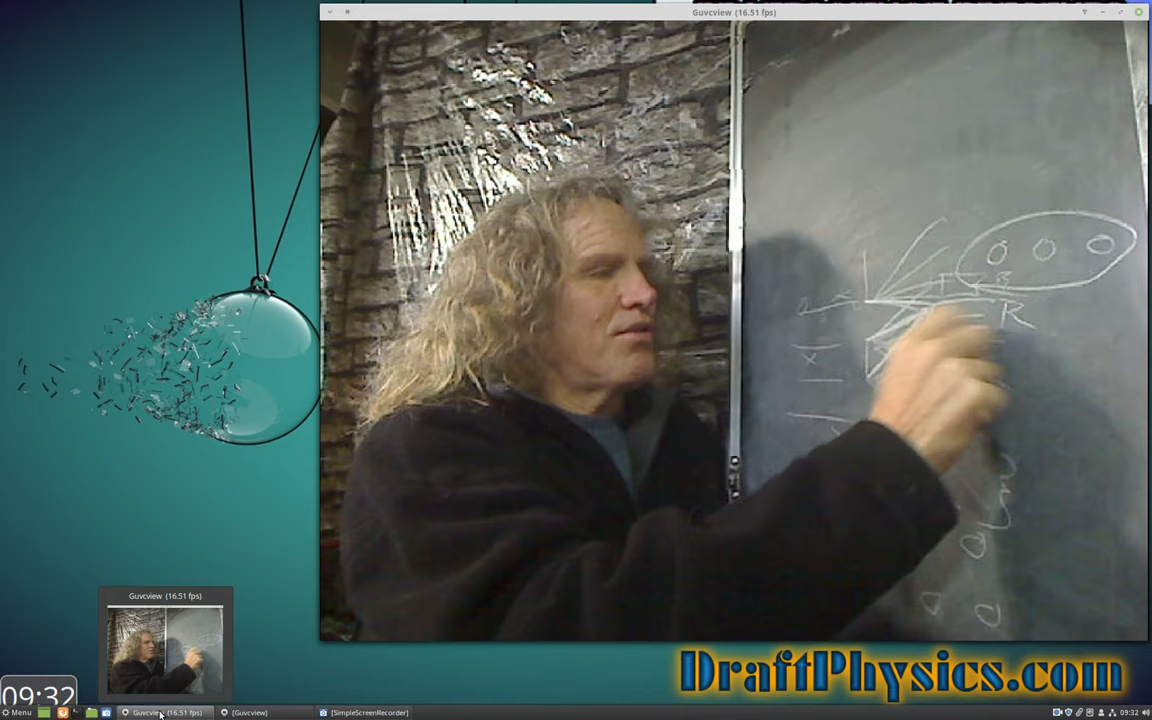 Guvcview (16.51 fps)
R
Guvcview (16.51 fps)
DraftPhysics.com
09:32
Menu
Guvcview (16.51 fps)
[Guvcview]
[SimpleScreenRecorder]
09:32